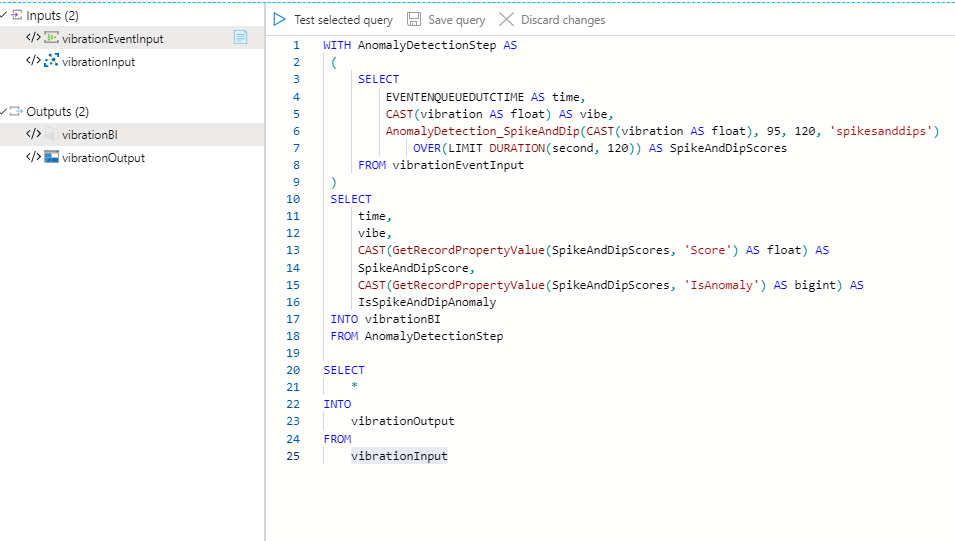 Inputs (2)
</> vibrationEventInput
</> vibrationInput
Outputs (2)
</> vibrationBI
</> vibrationOutput
Test selected query Save query Discard changes
1 WITH AnomalyDetectionStep AS
2 (
3 SELECT
4 EVENTENQUEUEDUTCTIME AS time,
5 CAST(vibration AS float) AS vibe,
6 AnomalyDetection_SpikeAndDip(CAST(vibration AS float), 95, 120, 'spikesanddips')
7 OVER(LIMIT DURATION(second, 120)) AS SpikeAndDipScores
8 FROM vibrationEventInput
9 )
10 SELECT
11 time,
12 vibe,
13 CAST(GetRecordPropertyValue(SpikeAndDipScores, 'Score') AS float) AS
14 SpikeAndDipScore,
15 CAST(GetRecordPropertyValue(SpikeAndDipScores, 'IsAnomaly') AS bigint) AS
16 IsSpikeAndDipAnomaly
17 INTO vibrationBI
18 FROM AnomalyDetectionStep
19
20 SELECT
21 *
22 INTO
23 vibrationOutput
24 FROM
25 vibrationInput